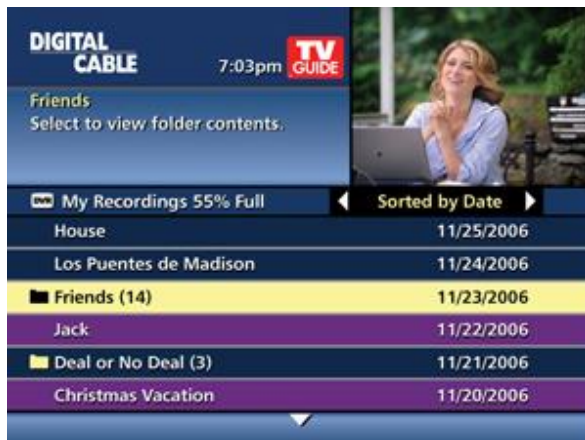 DIGITAL
CABLE
7:03pm TV
GUIDE
Friends
Select to view folder contents.
DVR My Recordings 55% Full Sorted by Date
House 11/25/2006
Los Puentes de Madison 11/24/2006
Friends (14) 11/23/2006
Jack 11/22/2006
Deal or No Deal (3) 11/21/2006
Christmas Vacation 11/20/2006